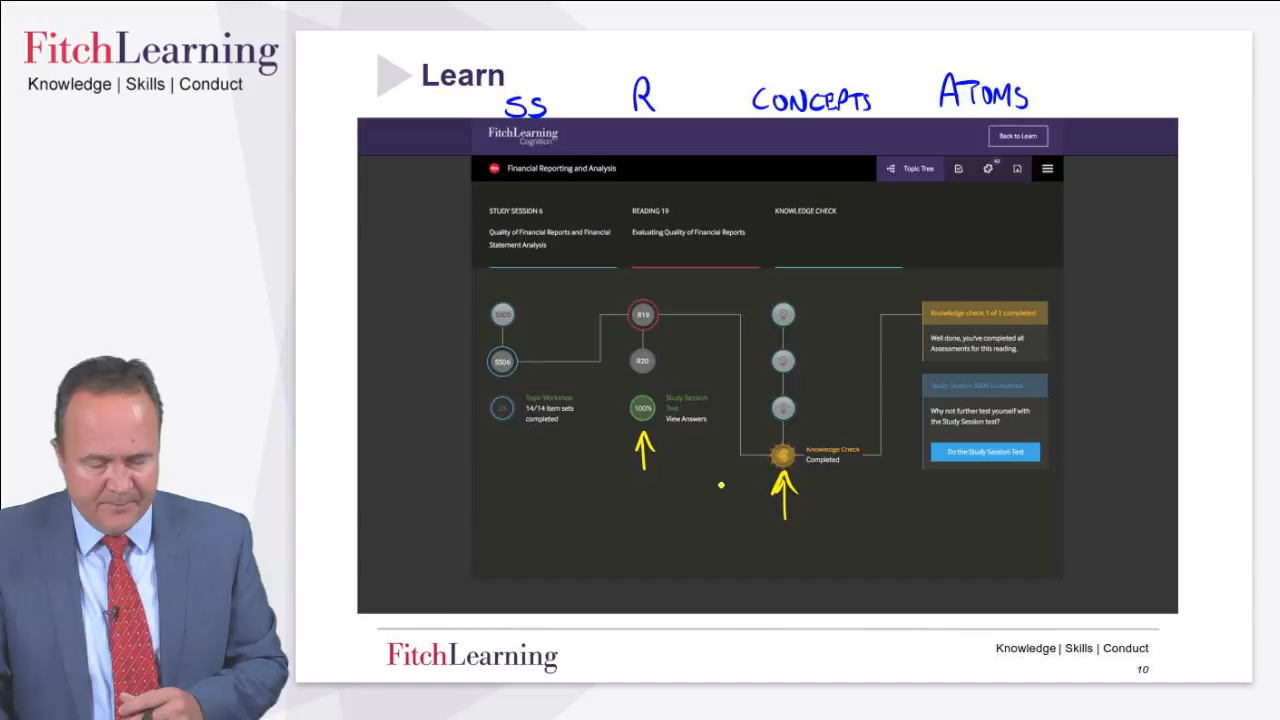 FitchLearning
Knowledge | Skills | Conduct
Learn
SS R CONCEPTS ATOMS
FitchLearning
Cognition
Back to Learn
Financial Reporting and Analysis
Topic Tree
42
STUDY SESSION 6
Quality of Financial Reports and Financial
Statement Analysis
READING 19
Evaluating Quality of Financial Reports
KNOWLEDGE CHECK
SS05
SS06
Topic Workshop
14/14 item sets
completed
R19
R20
100%
Study Session
Test
View Answers
Knowledge Check
Completed
Knowledge check 1 of 1 completed
Well done, you've completed all
Assessments for this reading.
Why not further test yourself with
the Study Session test?
Do the Study Session Test
FitchLearning
Knowledge | Skills | Conduct
10